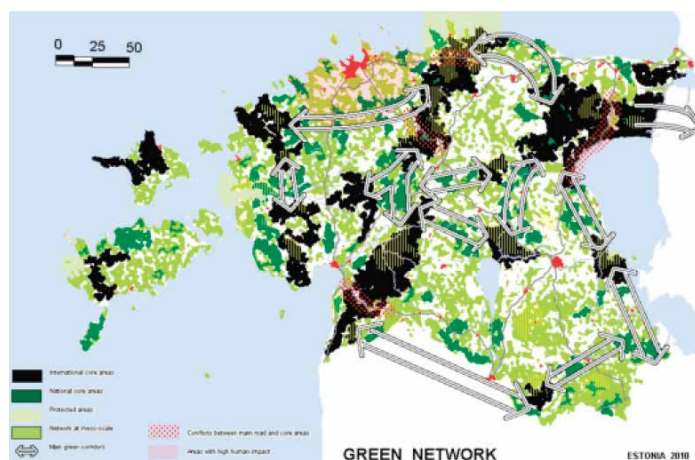 0 25 50
International core areas
National core areas
Protected areas
Network at meso-scale
Main green corridors
Conflicts between main road and core areas
Areas with high human impact
GREEN NETWORK
ESTONIA 2010